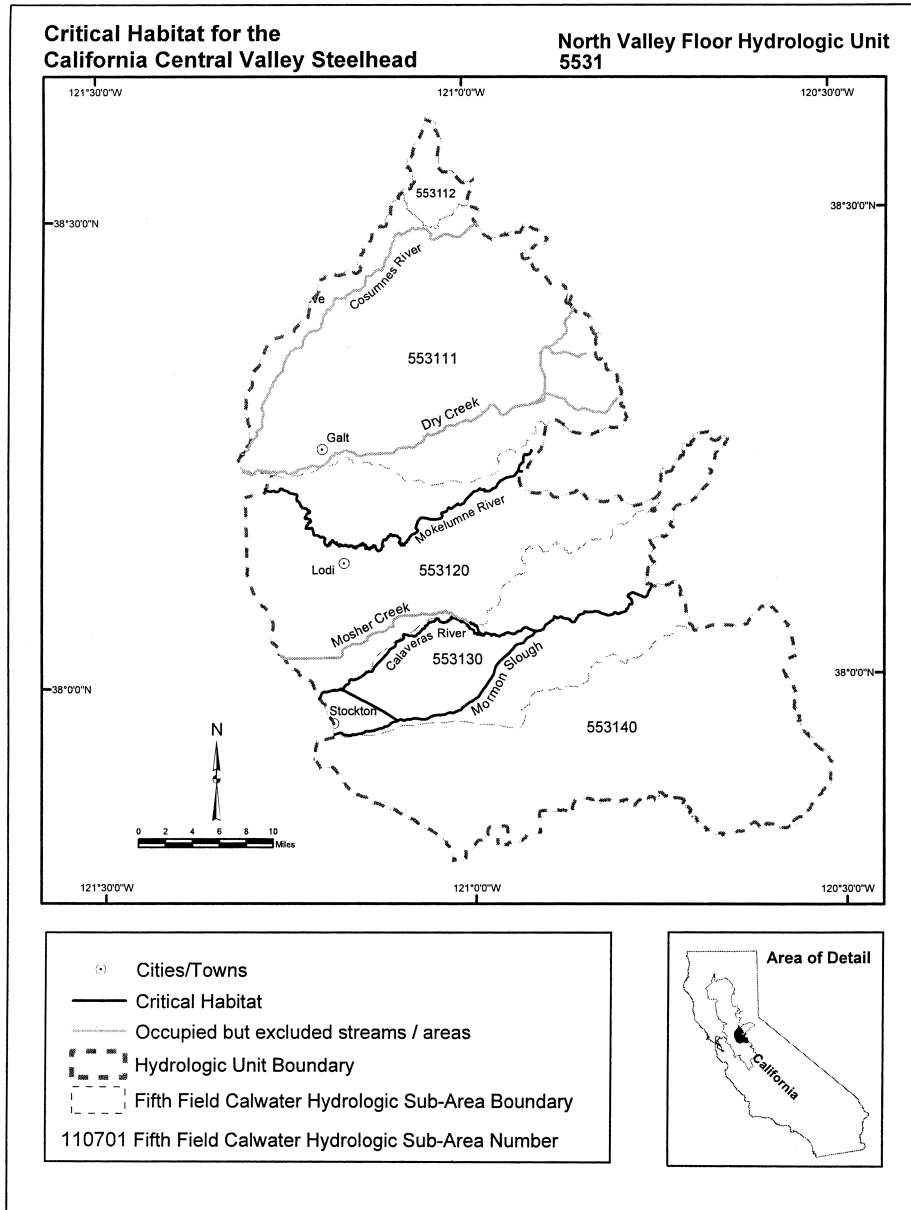 Critical Habitat for the
California Central Valley Steelhead
North Valley Floor Hydrologic Unit
5531
121°30'0"W
121°0'0"W
120°30'0"W
38°30'0"N
38°30'0"N
553112
Cosumnes River
ve
553111
Dry Creek
Galt
Mokelumne River
Lodi
553120
Mosher Creek
Calaveras River
553130
Mormon Slough
38°0'0"N
38°0'0"N
Stockton
553140
N
0 2 4 6 8 10
Miles
121°30'0"W
121°0'0"W
120°30'0"W
Cities/Towns
Critical Habitat
Occupied but excluded streams / areas
Hydrologic Unit Boundary
Fifth Field Calwater Hydrologic Sub-Area Boundary
110701 Fifth Field Calwater Hydrologic Sub-Area Number
Area of Detail
California